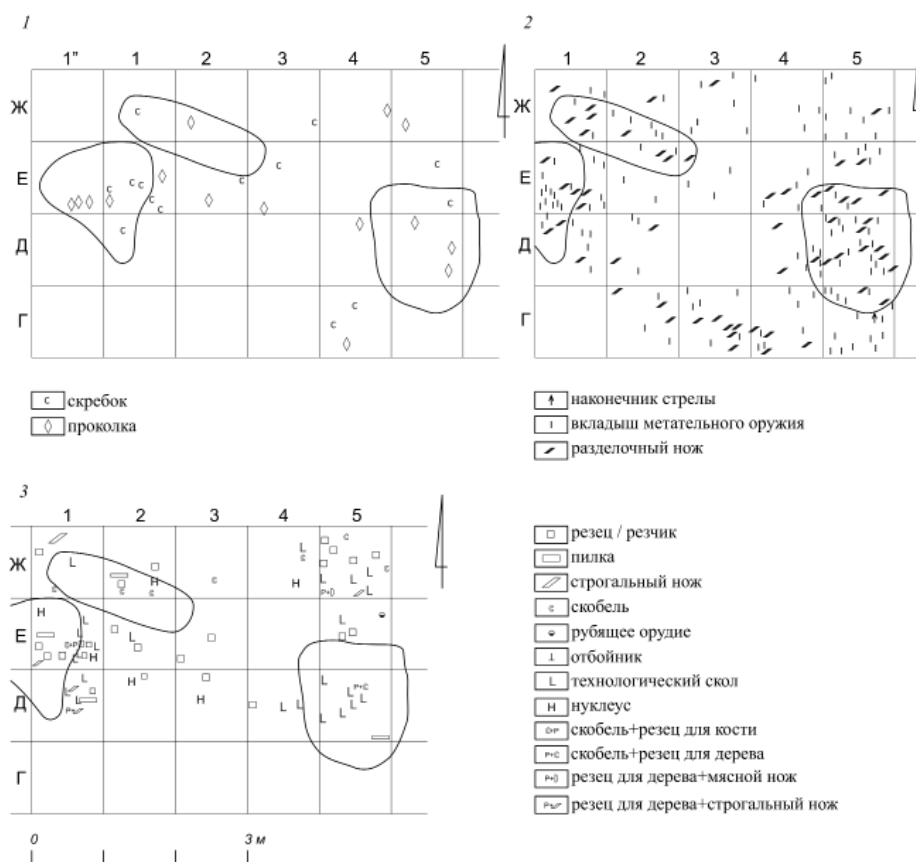 1
1" 1 2 3 4 5
Ж
Е
Д
Г
скребок
проколка
2
1 2 3 4 5
Ж
Е
Д
Г
наконечник стрелы
вкладыш метательного оружия
разделочный нож
3
1 2 3 4 5
Ж
Е
Д
Г
0 3 м
резец / резчик
пилка
строгальный нож
скобель
рубящее орудие
отбойник
L технологический скол
Н нуклеус
скобель+резец для кости
Р+С скобель+резец для дерева
резец для дерева+мясной нож
резец для дерева+строгальный нож